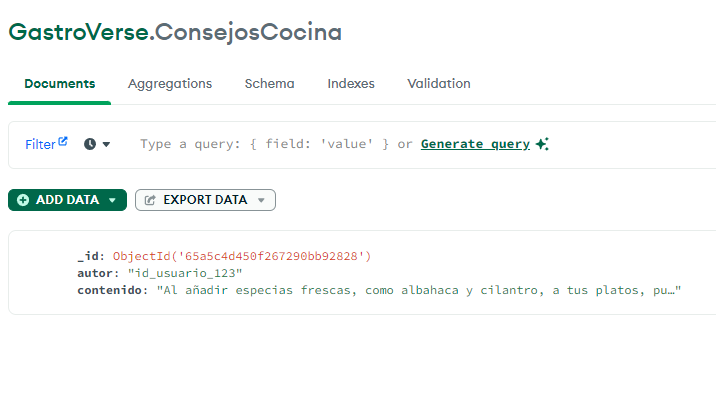 GastroVerse.ConsejosCocina
Documents Aggregations Schema Indexes Validation
Filter Type a query: { field: 'value' } or Generate query
ADD DATA EXPORT DATA
_id: ObjectId('65a5c4d450f267290bb92828')
autor: "id_usuario_123"
contenido: "Al añadir especias frescas, como albahaca y cilantro, a tus platos, pu…"